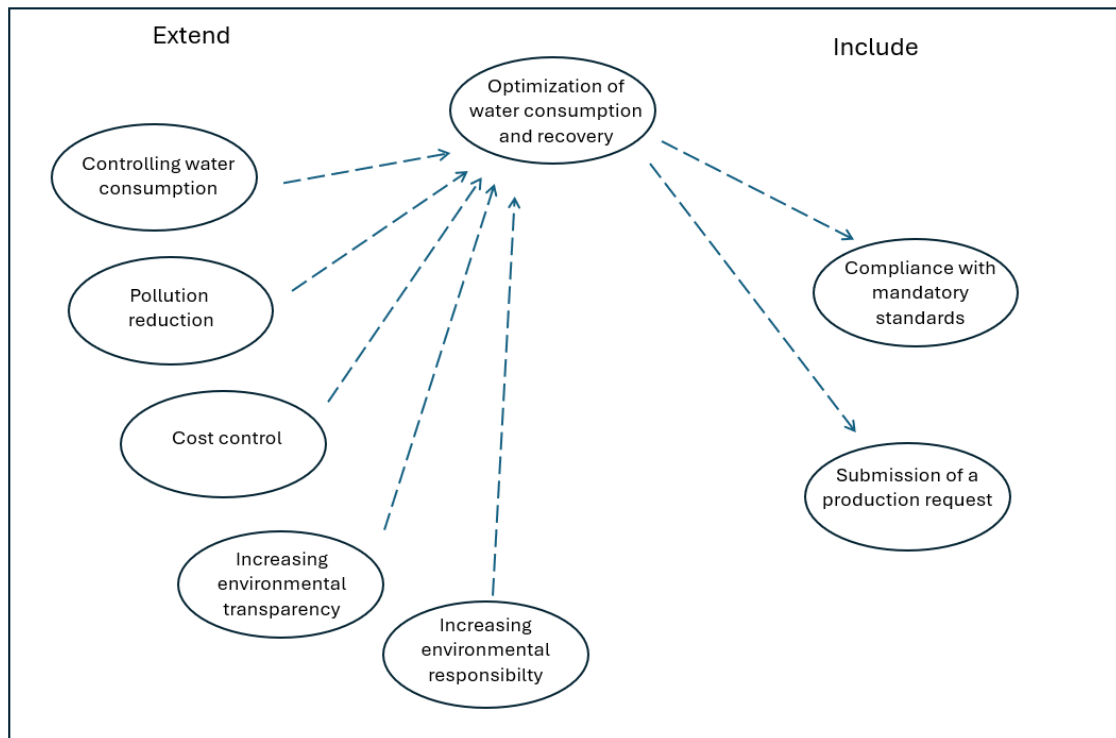 Extend
Include
Optimization of
water consumption
and recovery
Controlling water
consumption
Pollution
reduction
Cost control
Increasing
environmental
transparency
Increasing
environmental
responsibilty
Compliance with
mandatory
standards
Submission of a
production request